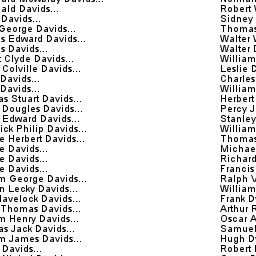 ald Davids... Robert
Davids... Sidney
George Davids... Thomas
s Edward Davids... Walter
s Davids... Walter
Clyde Davids... William
Colville Davids... Leslie
Davids... Charles
Davids... William
as Stuart Davids... Herbert
Dougles Davids... Percy J
Edward Davids... Stanley
ick Philip Davids... William
e Herbert Davids... Thomas
e Davids... Michae
e Davids... Richard
e Davids... Francis
m George Davids... Ralph
n Lecky Davids... William
Havelock Davids... Frank D
Thomas Davids... Arthur
m Henry Davids... Oscar A
as Jack Davids... Samuel
m James Davids... Hugh D
Davids... Robert